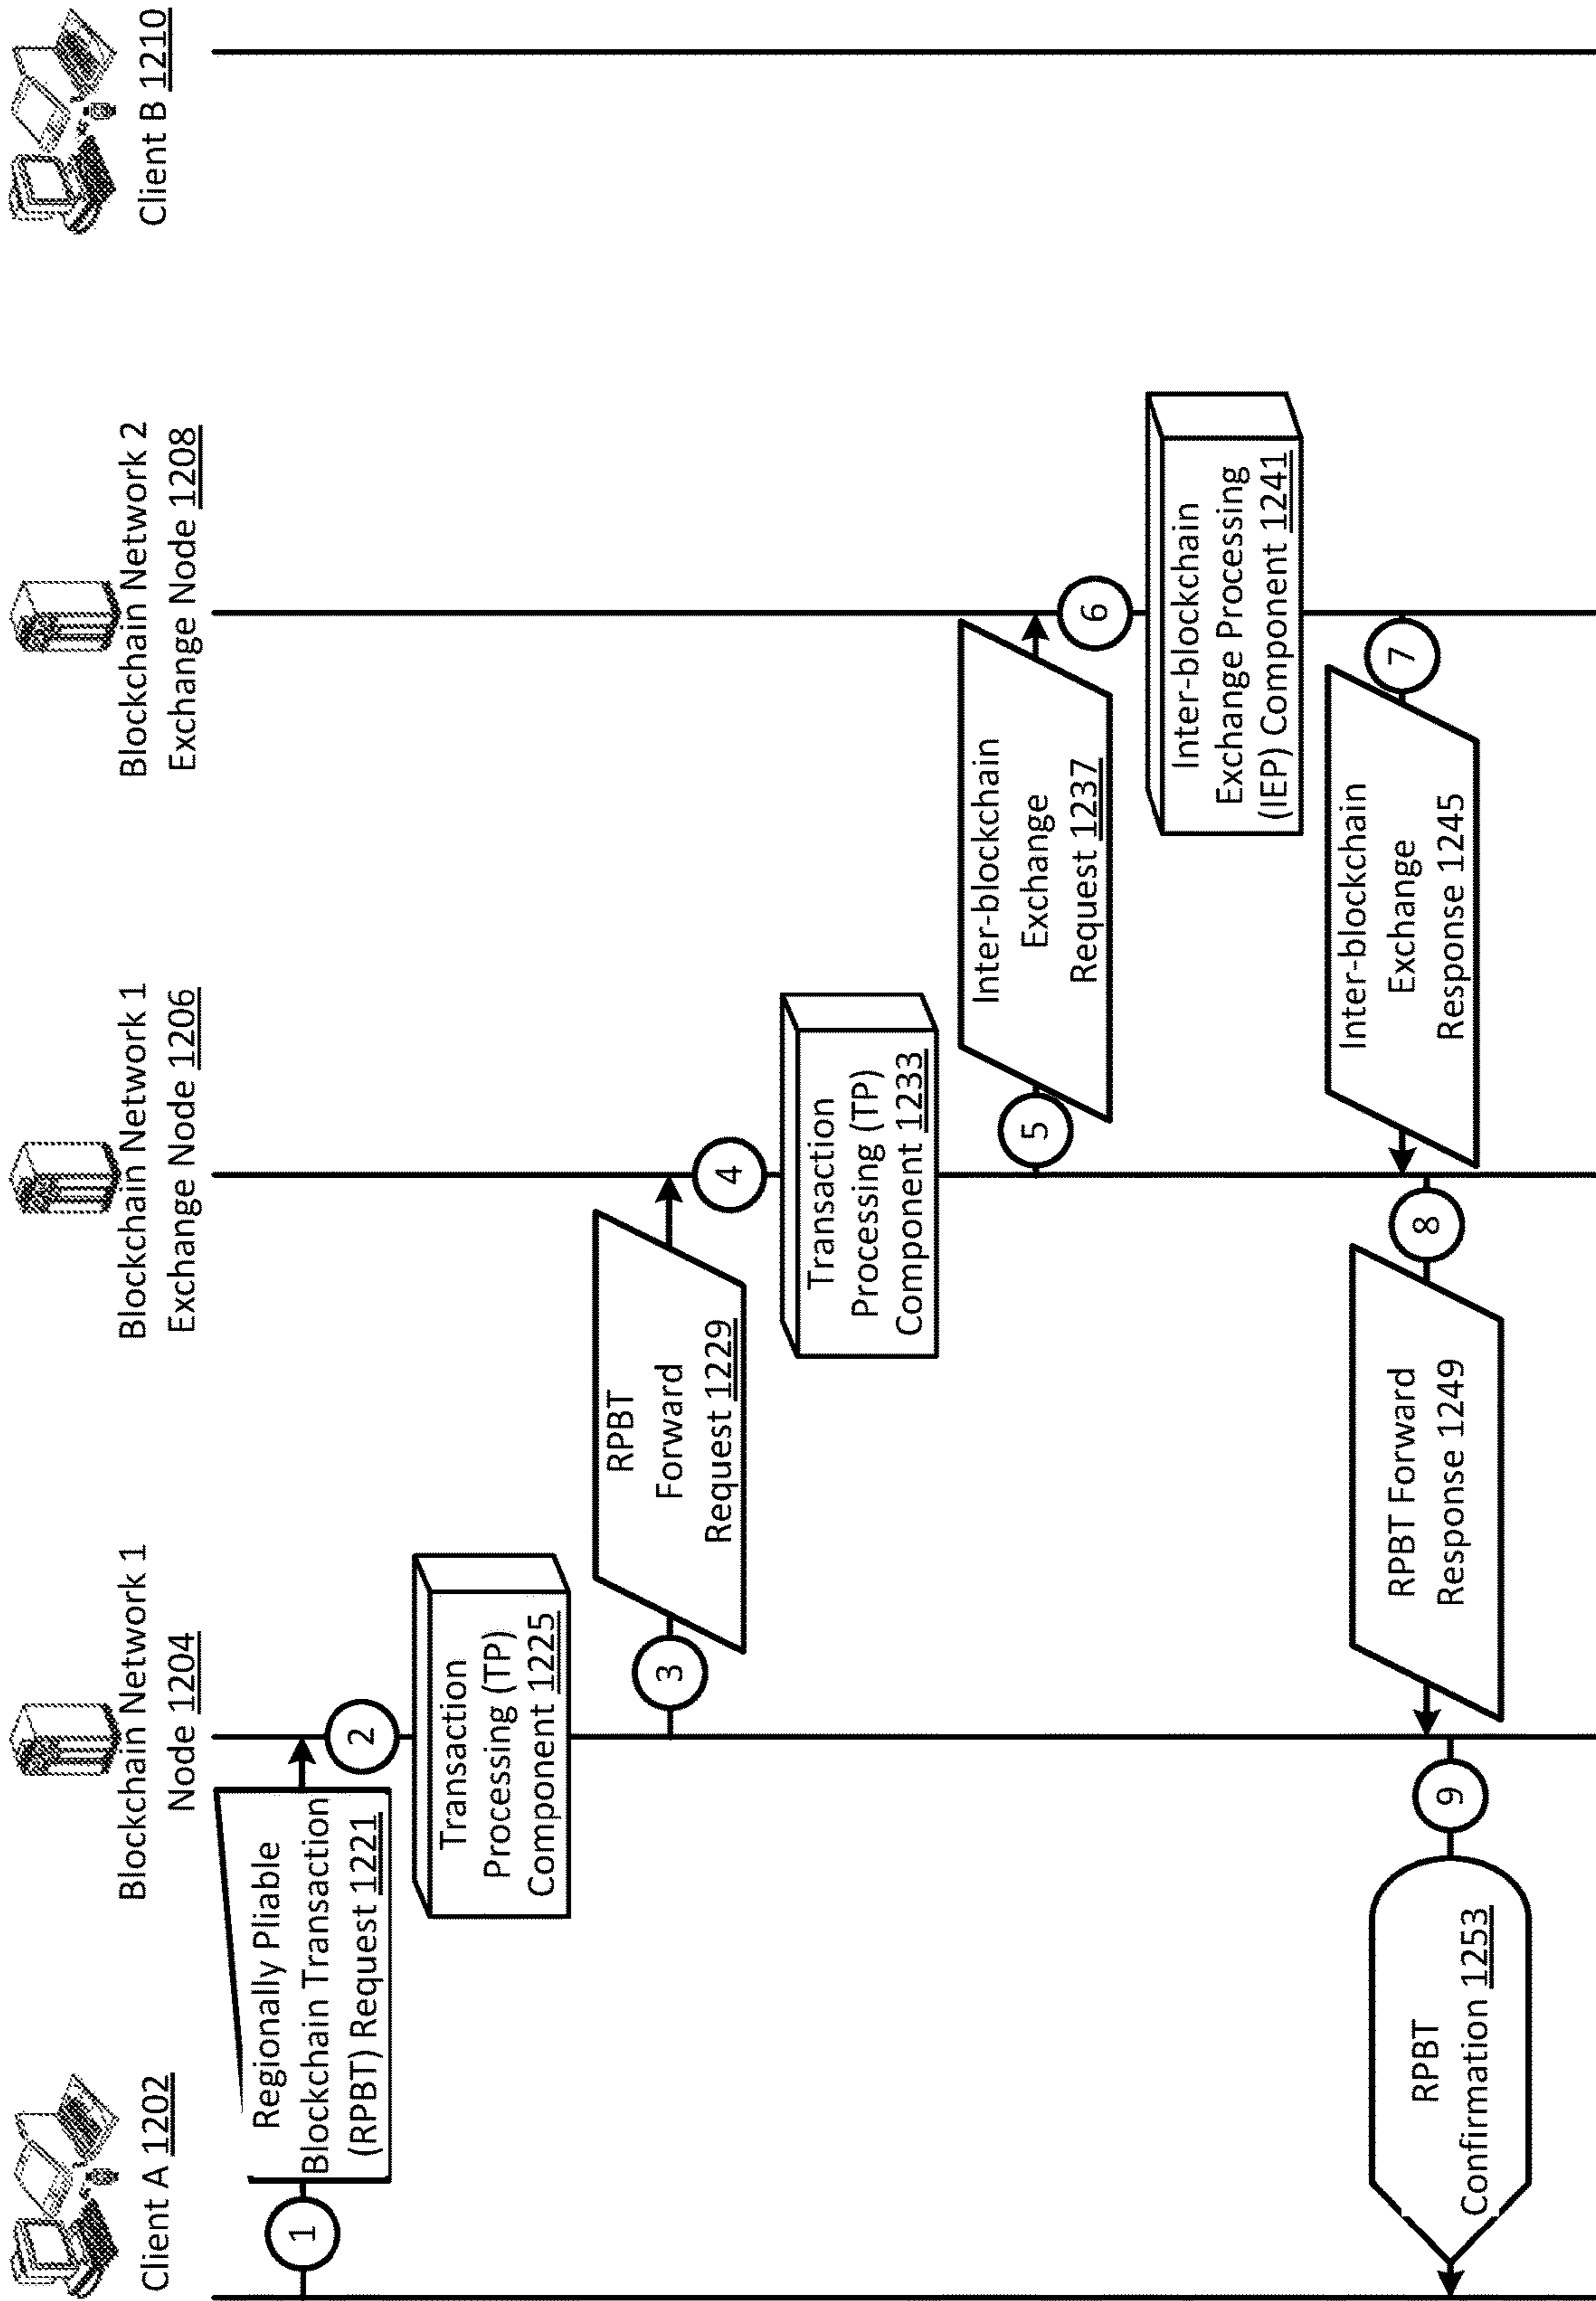 Client A 1202
Blockchain Network 1
Node 1204
Blockchain Network 1
Exchange Node 1206
Blockchain Network 2
Exchange Node 1208
Client B 1210
1
Regionally Pliable
Blockchain Transaction
(RPBT) Request 1221
2
Transaction
Processing (TP)
Component 1225
3
RPBT
Forward
Request 1229
4
Transaction
Processing (TP)
Component 1233
5
Inter-blockchain
Exchange
Request 1237
6
Inter-blockchain
Exchange Processing
(IEP) Component 1241
7
Inter-blockchain
Exchange
Response 1245
8
RPBT Forward
Response 1249
9
RPBT
Confirmation 1253